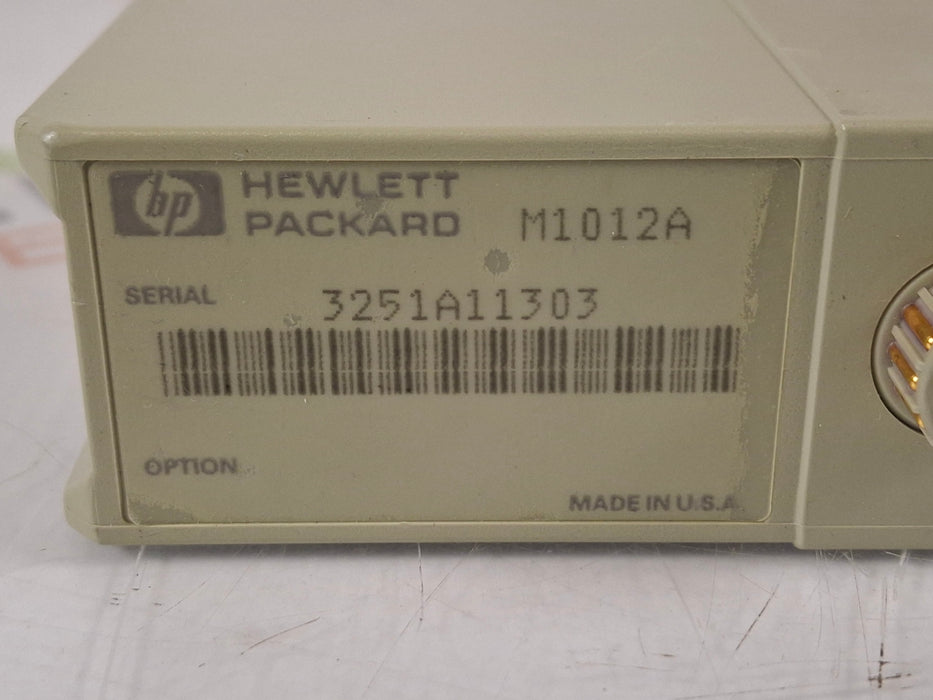 hp HEWLETT
PACKARD M1012A
SERIAL 3251A11303
OPTION
MADE IN U.S.A.